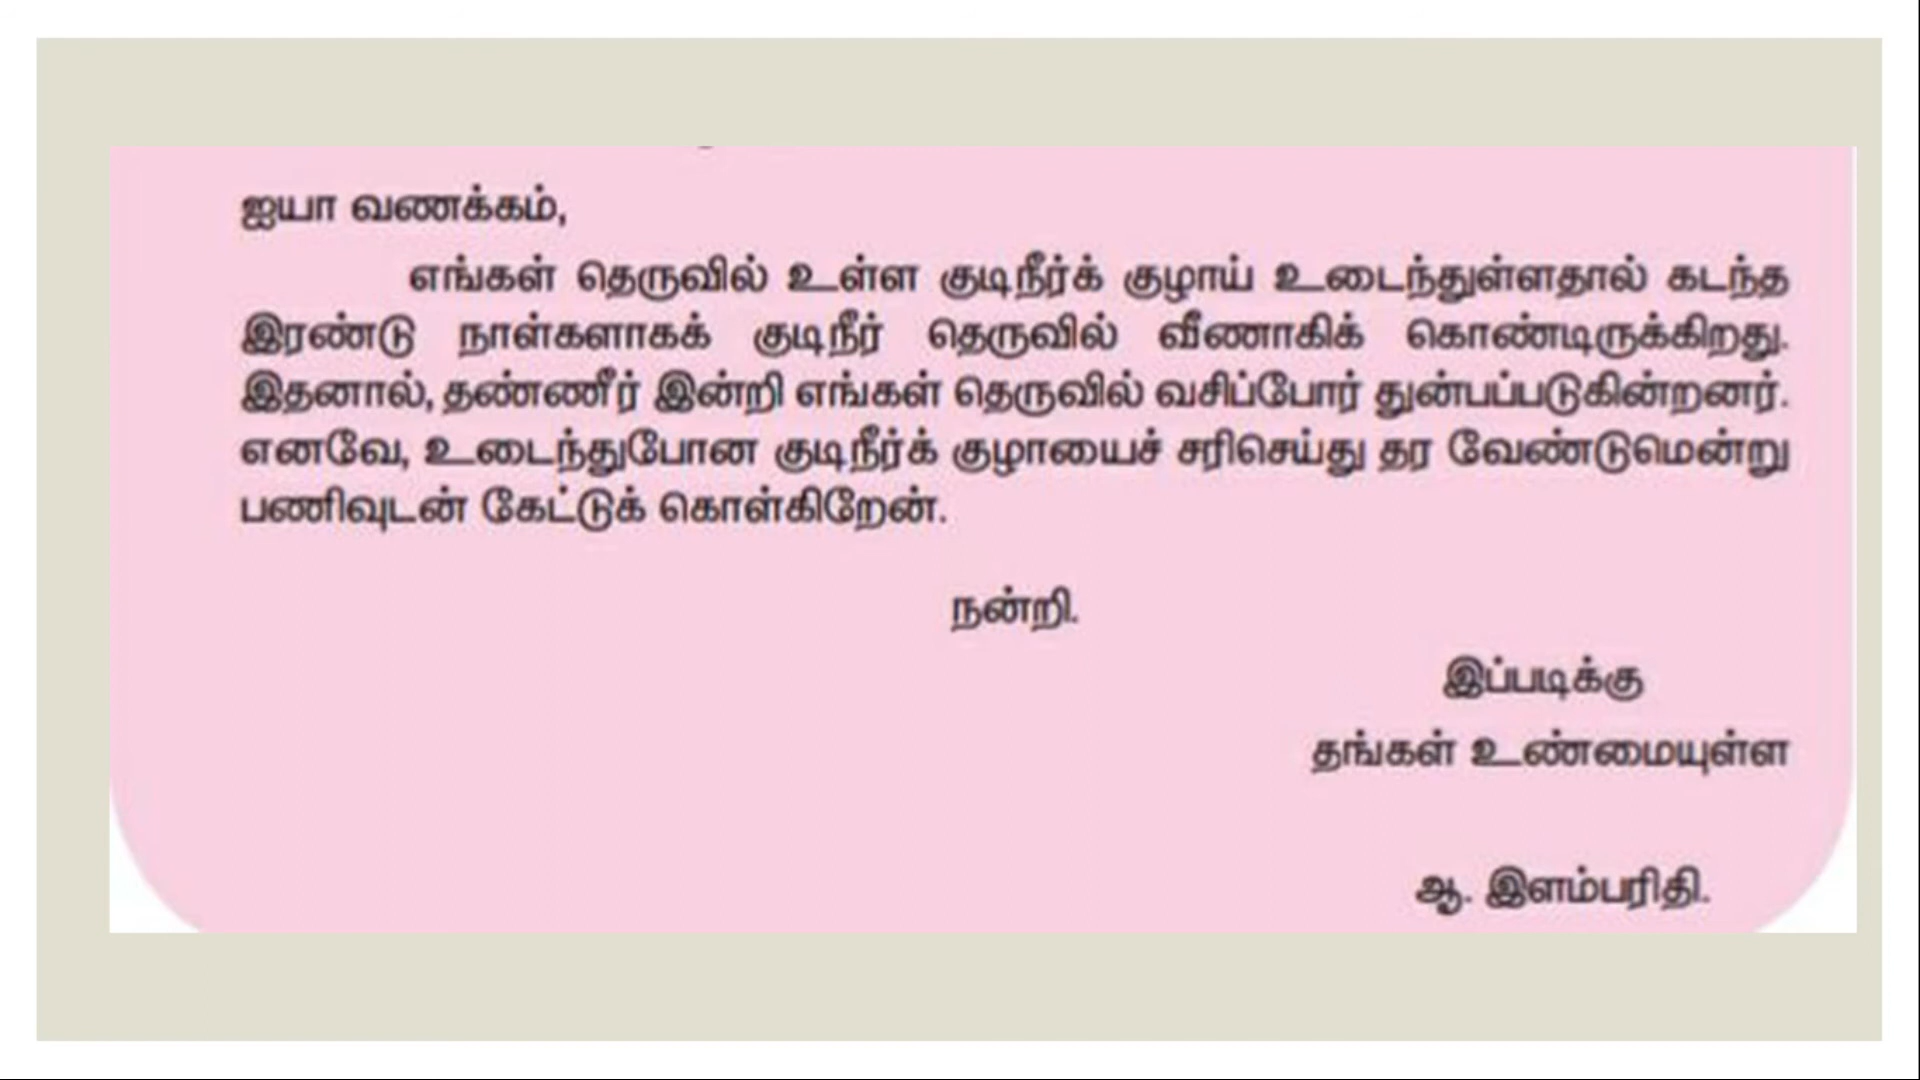 ஐயா வணக்கம்,
எங்கள் தெருவில் உள்ள குடிநீர்க் குழாய் உடைந்துள்ளதால் கடந்த
இரண்டு நாள்களாகக் குடிநீர் தெருவில் வீணாகிக் கொண்டிருக்கிறது.
இதனால், தண்ணீர் இன்றி எங்கள் தெருவில் வசிப்போர் துன்பப்படுகின்றனர்.
எனவே, உடைந்துபோன குடிநீர்க் குழாயைச் சரிசெய்து தர வேண்டுமென்று
பணிவுடன் கேட்டுக் கொள்கிறேன்.
நன்றி.
இப்படிக்கு
தங்கள் உண்மையுள்ள
ஆ. இளம்பரிதி.